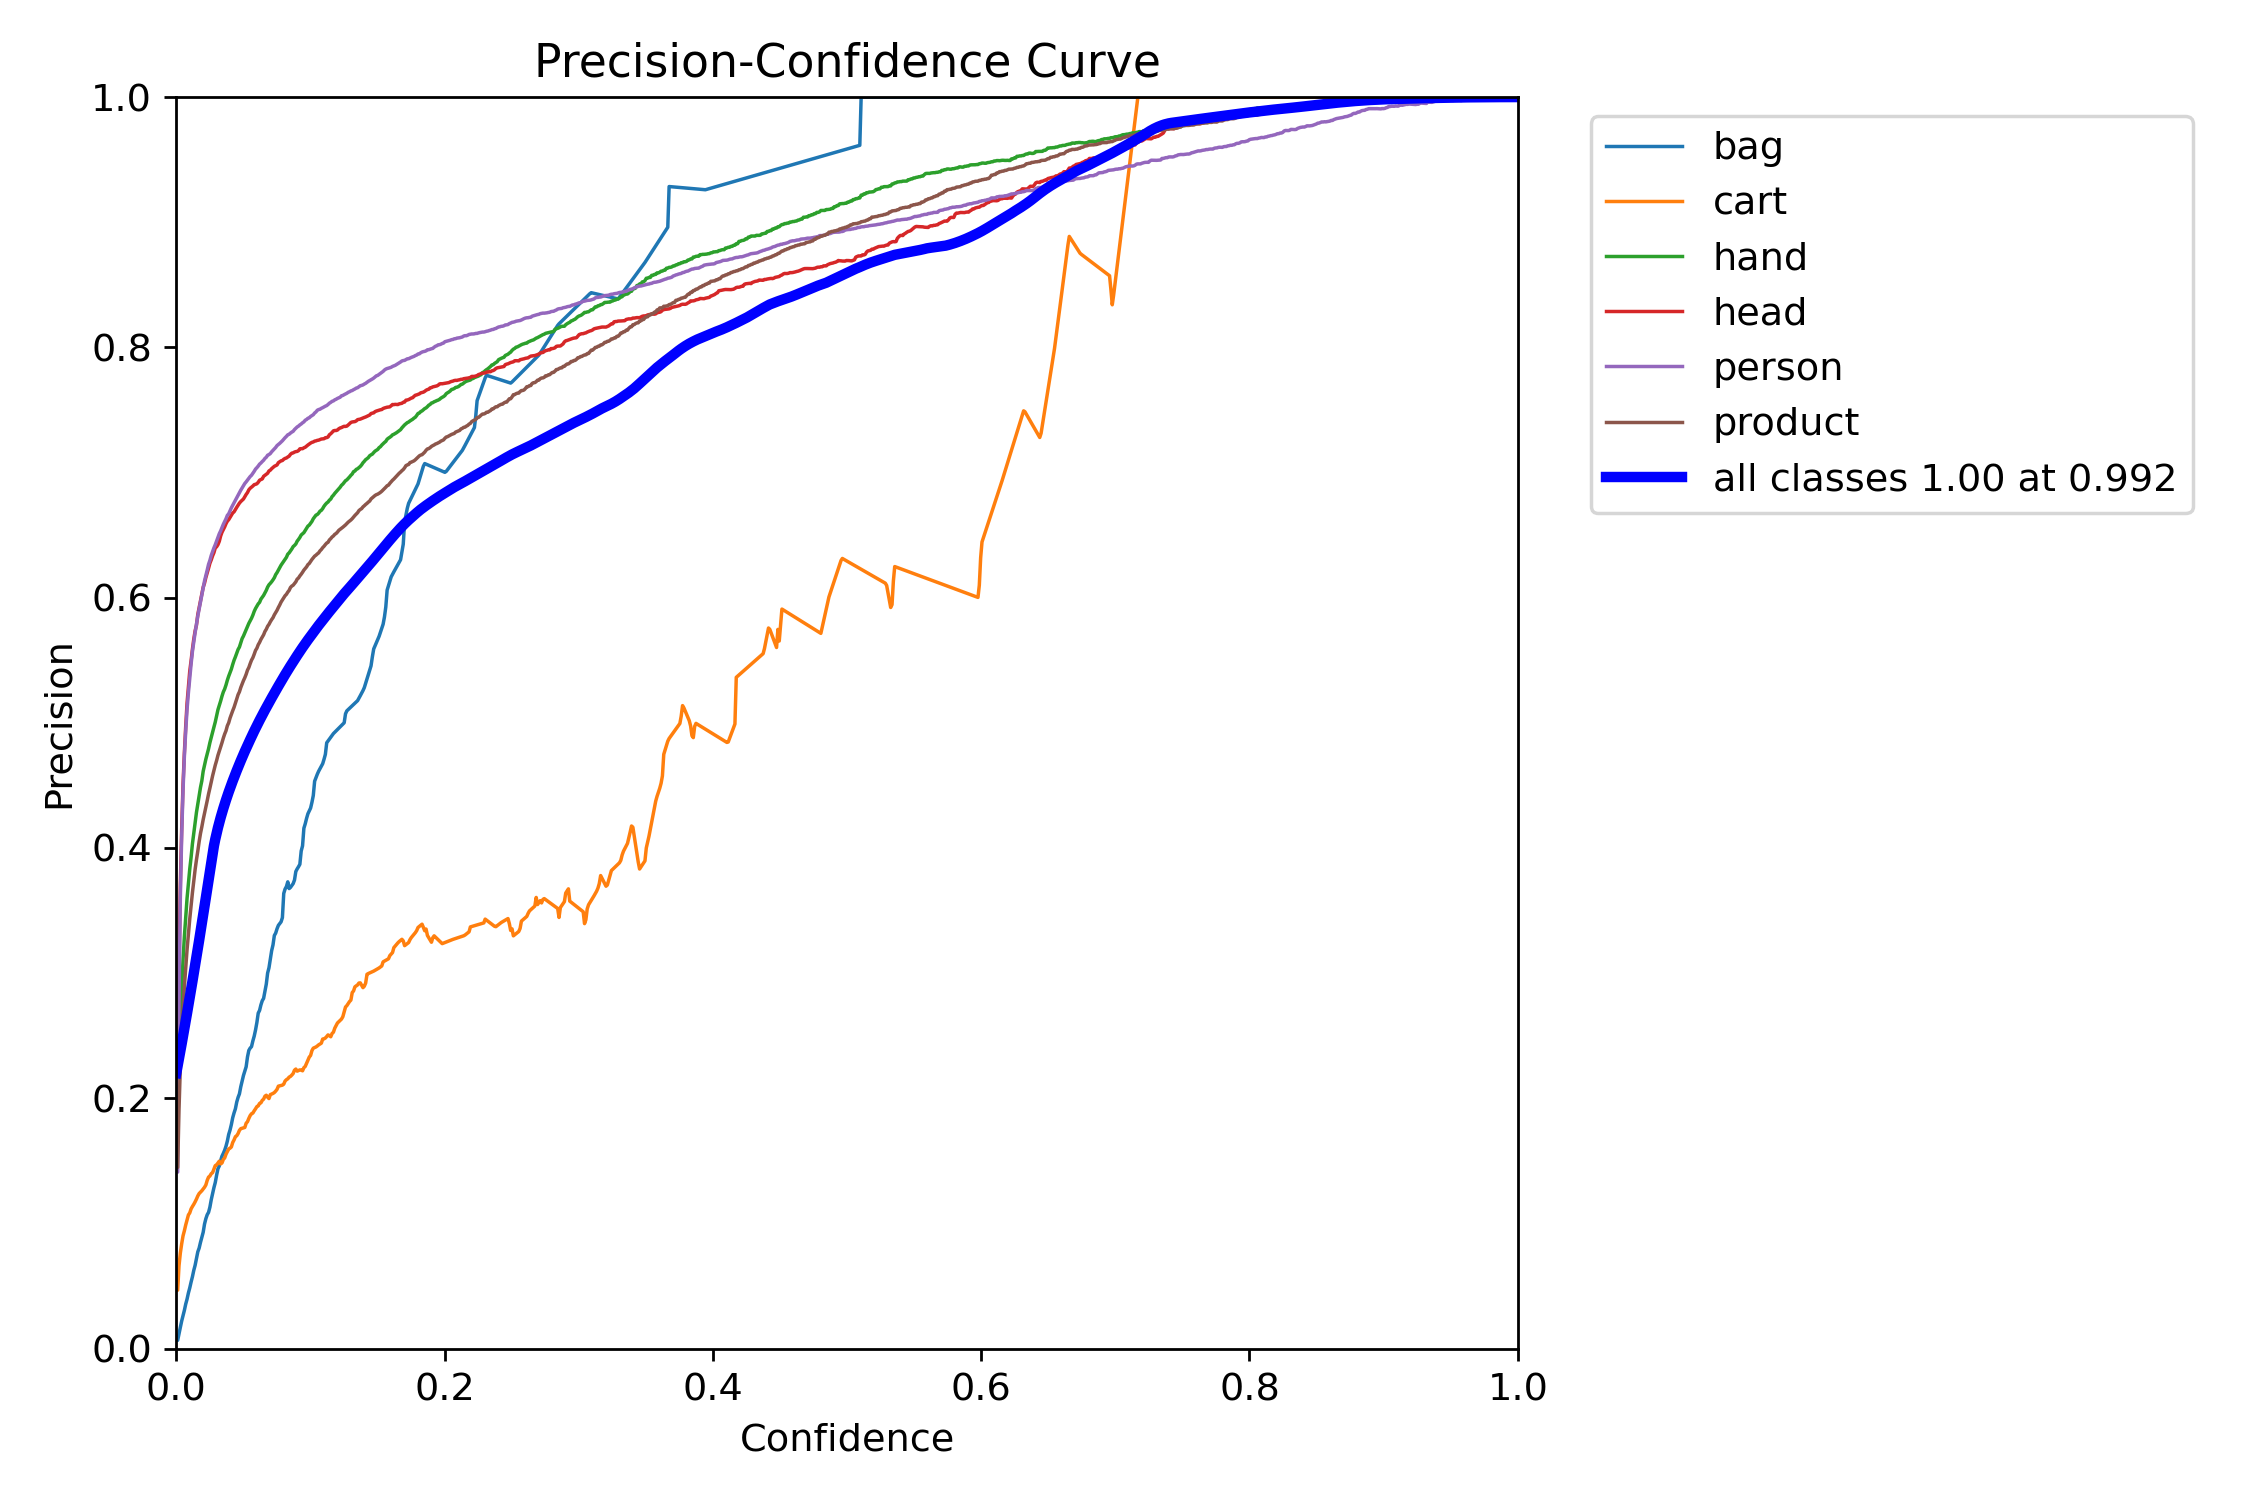 Precision-Confidence Curve
1.0
0.8
0.6
0.4
0.2
0.0
Precision
0.0 0.2 0.4 0.6 0.8 1.0
Confidence
bag
cart
hand
head
person
product
all classes 1.00 at 0.992